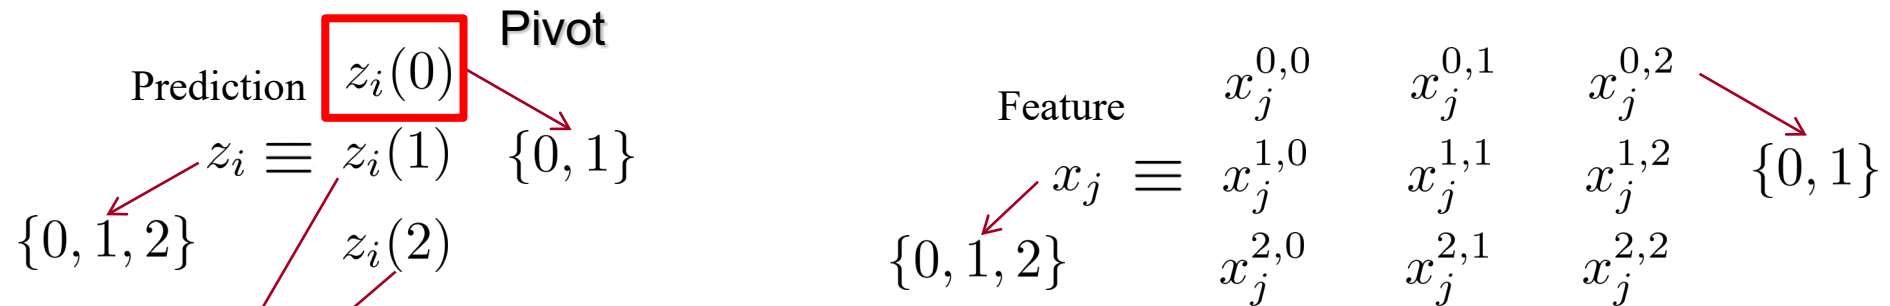 Pivot
Prediction z_i(0)
z_i ≡ z_i(1) {0, 1}
{0, 1, 2} z_i(2)
Feature x_j^{0,0} x_j^{0,1} x_j^{0,2}
x_j ≡ x_j^{1,0} x_j^{1,1} x_j^{1,2} {0, 1}
{0, 1, 2} x_j^{2,0} x_j^{2,1} x_j^{2,2}